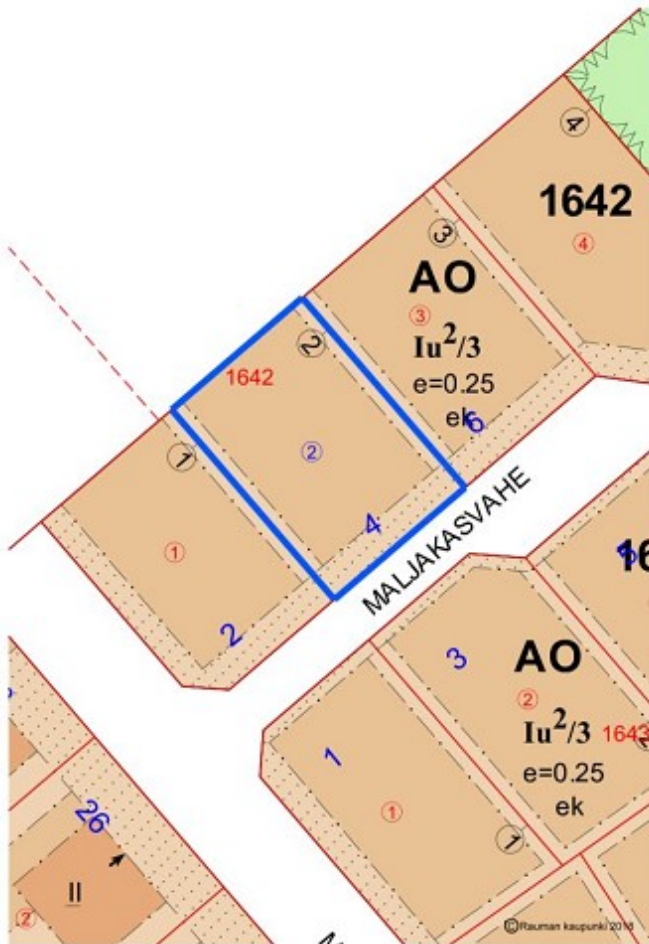 4
1642
④
3
AO
③
Iu²/3
e=0.25
ek
6
2
1642
②
4
1
①
2
MALJAKASVAHE
3
AO
②
Iu²/3
1643
e=0.25
ek
1
①
1
26
II
②
©Rauman kaupunki 2018